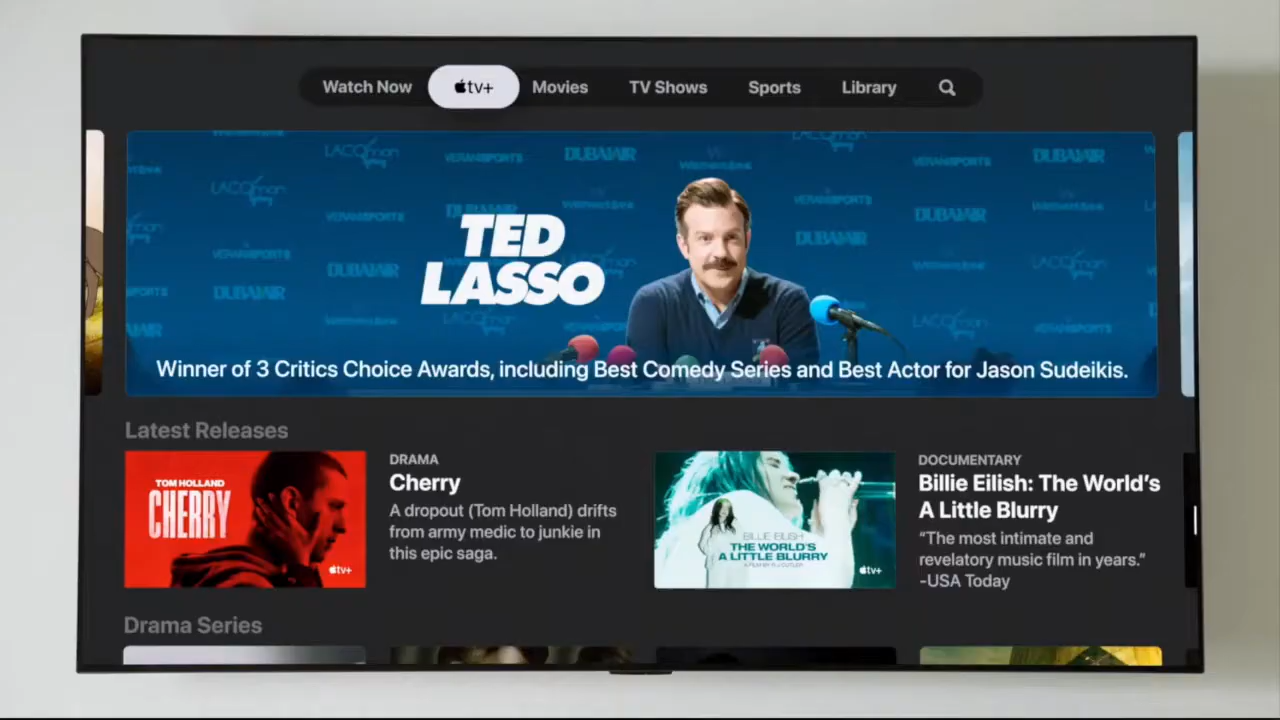 Watch Now
tv+
Movies
TV Shows
Sports
Library
LACQman
VERANISPORTS
DUBAIAIR
TED
LASSO
Winner of 3 Critics Choice Awards, including Best Comedy Series and Best Actor for Jason Sudeikis.
Latest Releases
TOM HOLLAND
CHERRY
tv+
DRAMA
Cherry
A dropout (Tom Holland) drifts
from army medic to junkie in
this epic saga.
BILLIE EILISH
THE WORLD'S
A LITTLE BLURRY
tv+
DOCUMENTARY
Billie Eilish: The World’s
A Little Blurry
“The most intimate and
revelatory music film in years.”
-USA Today
Drama Series